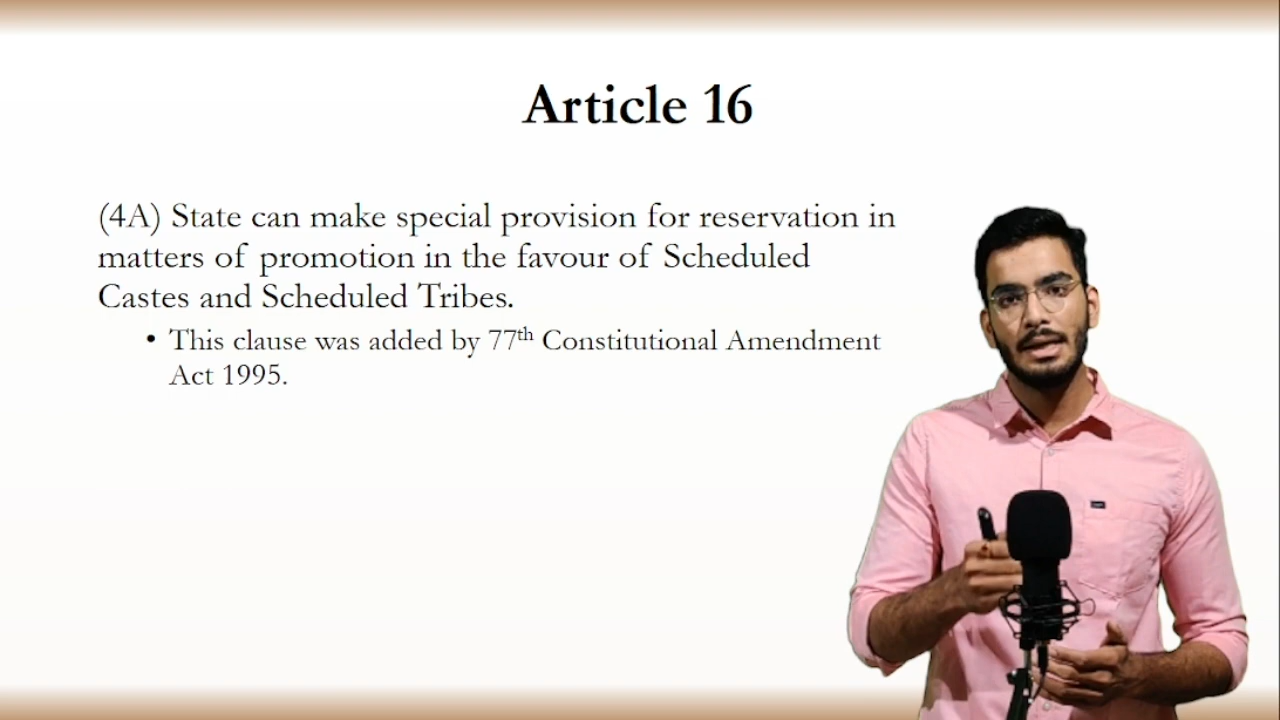 Article 16
(4A) State can make special provision for reservation in
matters of promotion in the favour of Scheduled
Castes and Scheduled Tribes.
• This clause was added by 77th Constitutional Amendment
Act 1995.